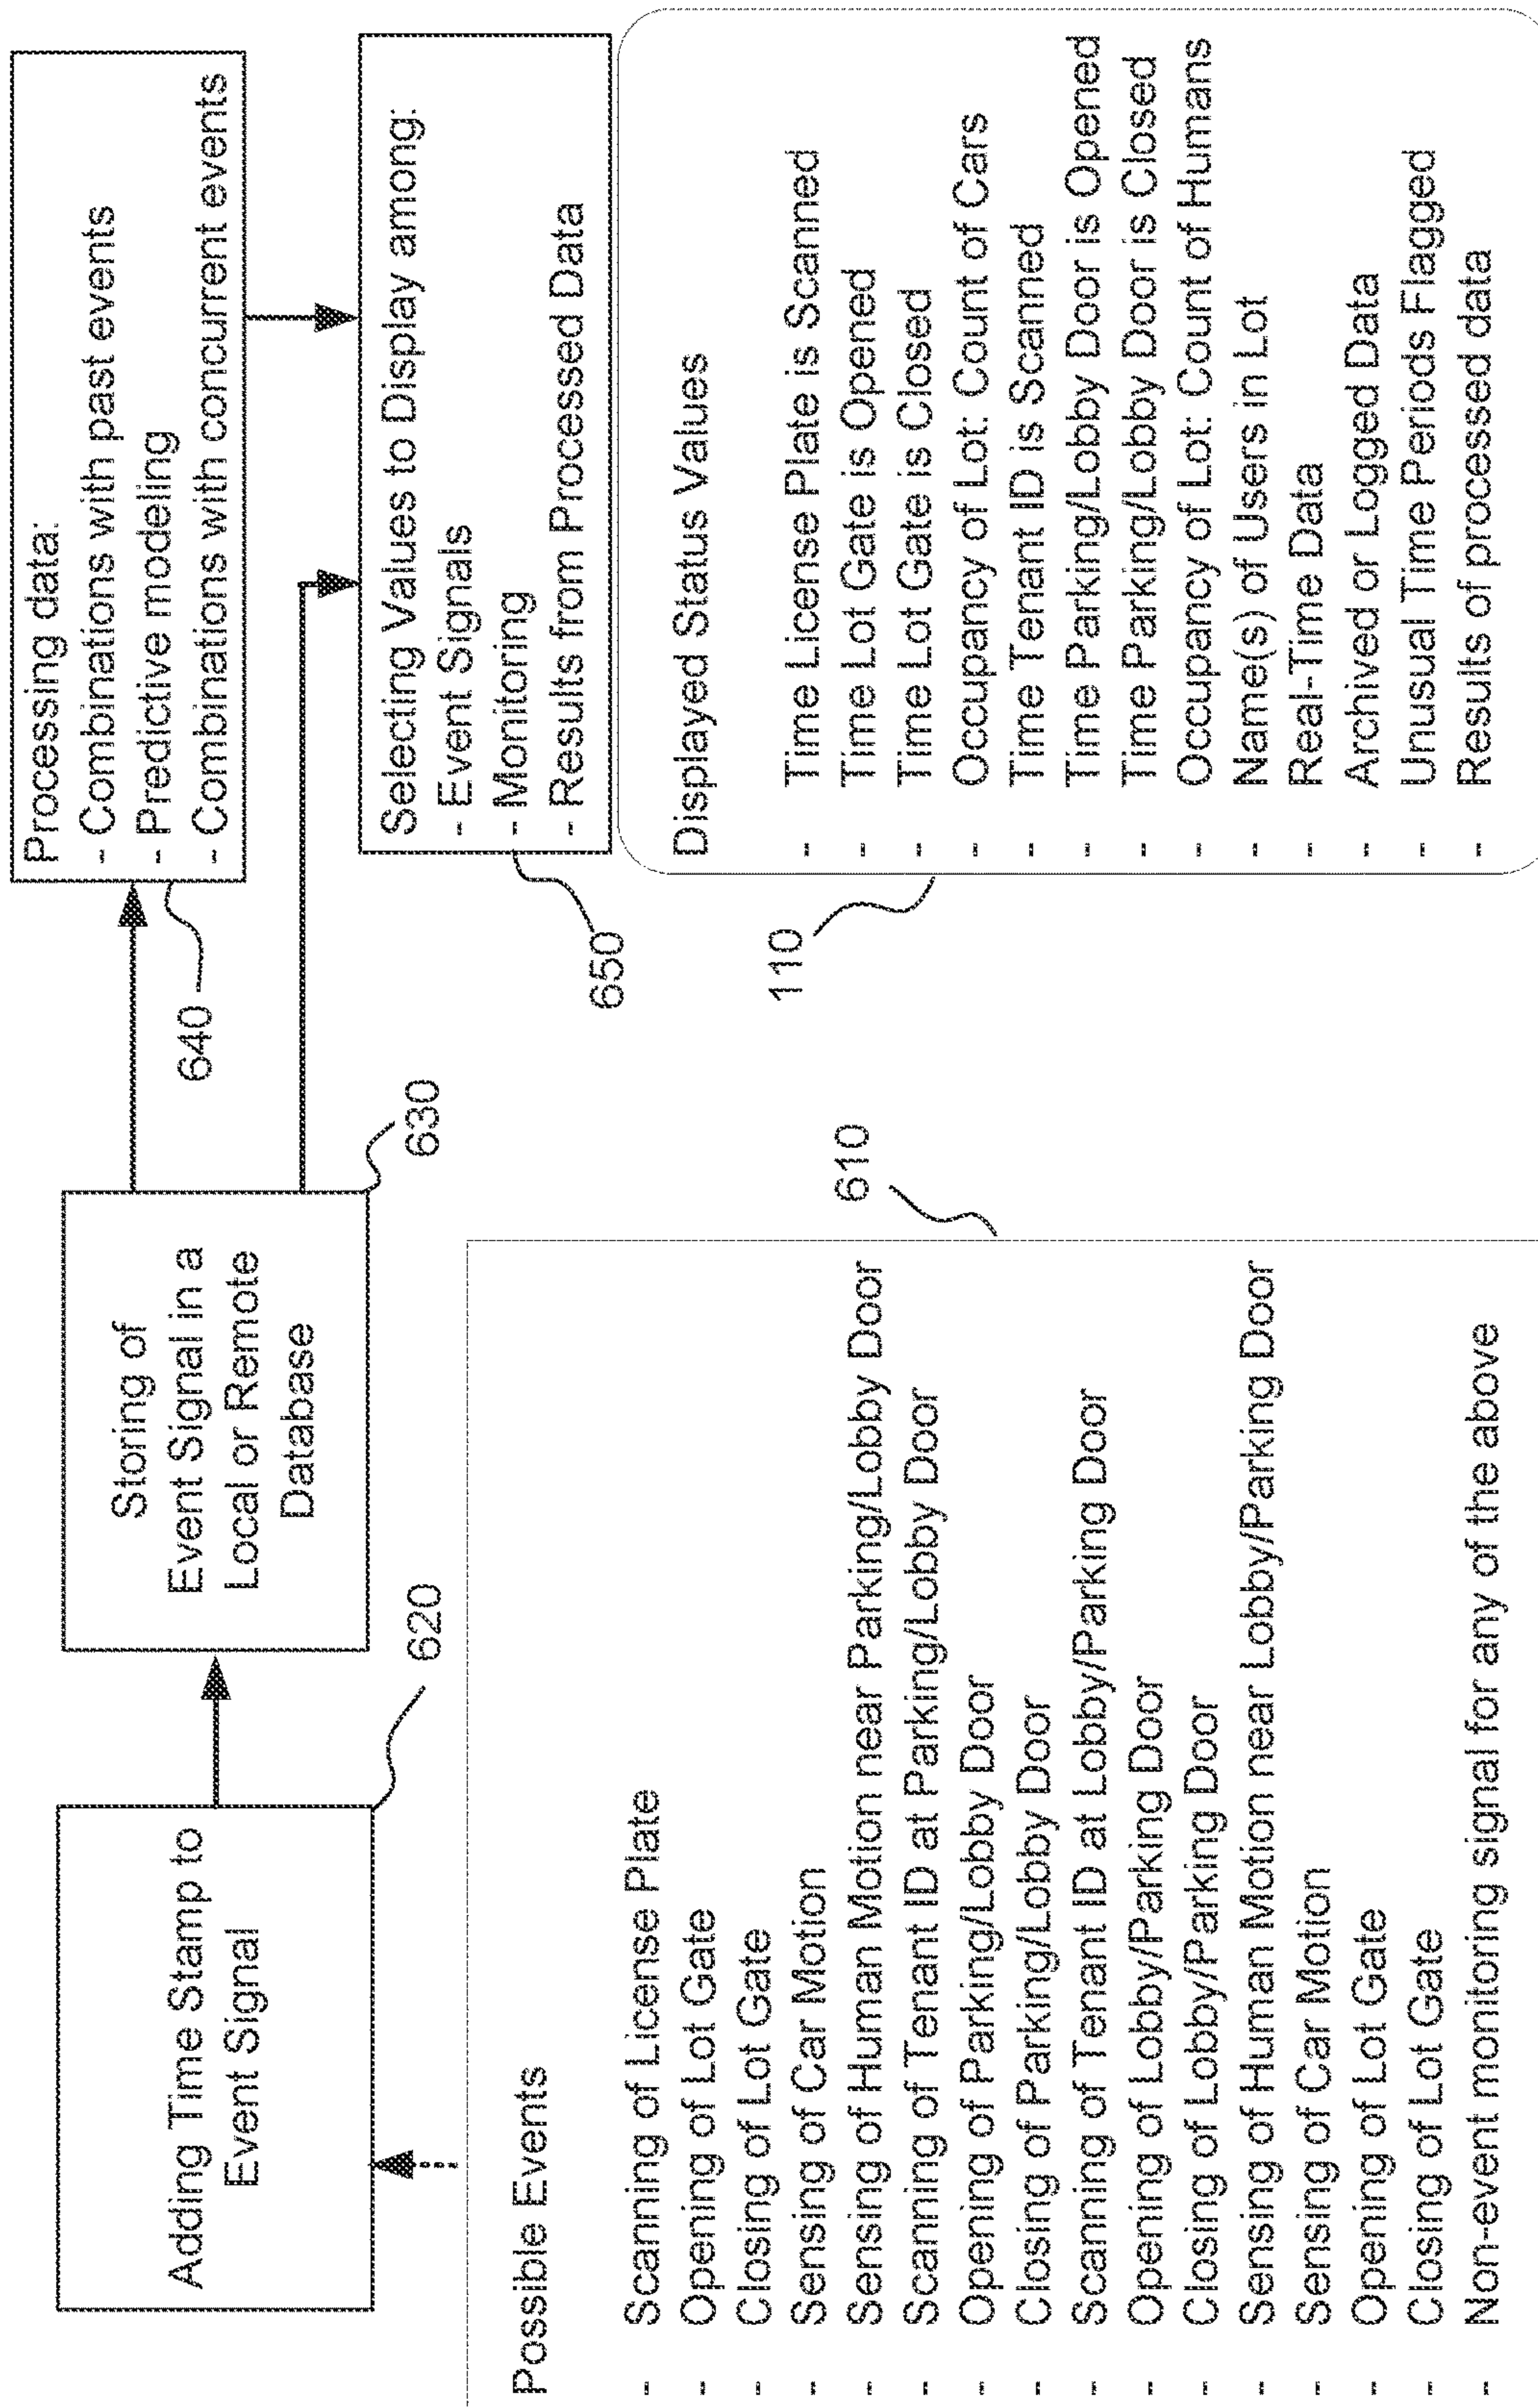 Adding Time Stamp to
Event Signal
620
Storing of
Event Signal in a
Local or Remote
Database
630
Processing data:
- Combinations with past events
- Predictive modeling
- Combinations with concurrent events
640
Selecting Values to Display among:
- Event Signals
- Monitoring
- Results from Processed Data
650
Possible Events
- Scanning of License Plate
- Opening of Lot Gate
- Closing of Lot Gate
- Sensing of Car Motion
- Sensing of Human Motion near Parking/Lobby Door
- Scanning of Tenant ID at Parking/Lobby Door
- Opening of Parking/Lobby Door
- Closing of Parking/Lobby Door
- Scanning of Tenant ID at Lobby/Parking Door
- Opening of Lobby/Parking Door
- Closing of Lobby/Parking Door
- Sensing of Human Motion near Lobby/Parking Door
- Sensing of Car Motion
- Opening of Lot Gate
- Closing of Lot Gate
- Non-event monitoring signal for any of the above
610
Displayed Status Values
- Time License Plate is Scanned
- Time Lot Gate is Opened
- Time Lot Gate is Closed
- Occupancy of Lot: Count of Cars
- Time Tenant ID is Scanned
- Time Parking/Lobby Door is Opened
- Time Parking/Lobby Door is Closed
- Occupancy of Lot: Count of Humans
- Name(s) of Users in Lot
- Real-Time Data
- Archived or Logged Data
- Unusual Time Periods Flagged
- Results of processed data
110